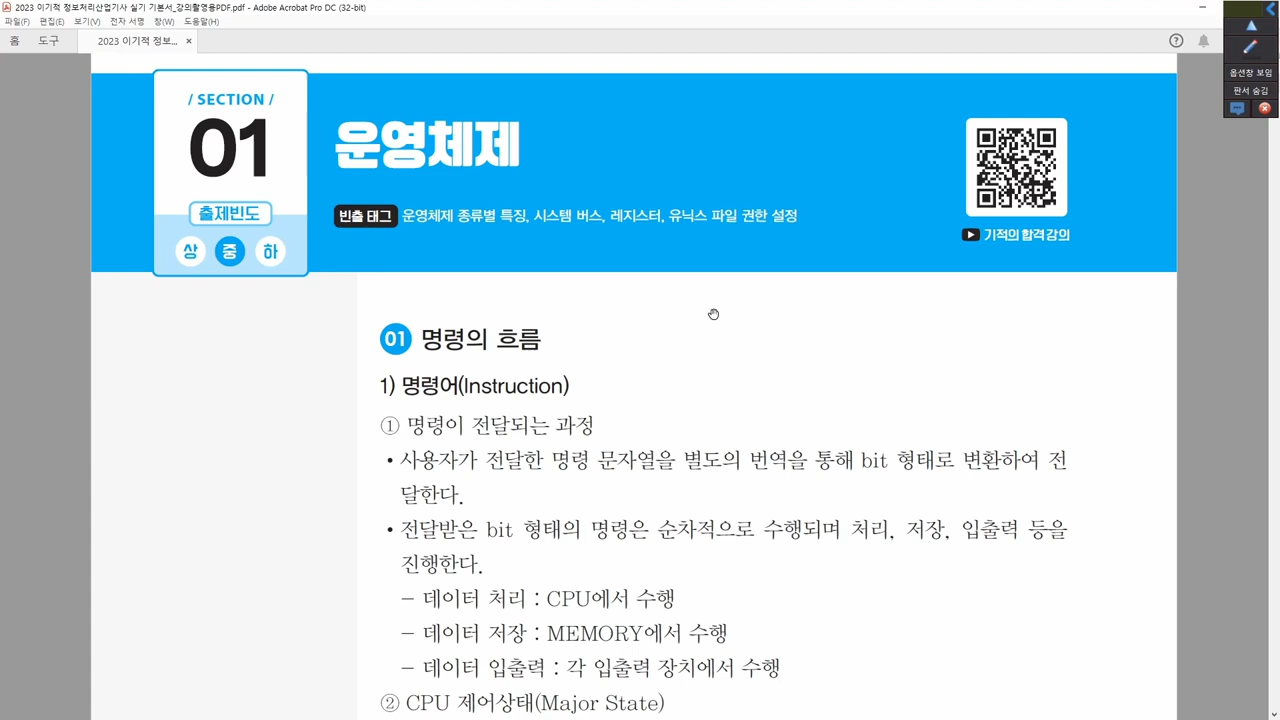 2023 이기적 정보처리산업기사 실기 기본서_강의촬영용PDF.pdf - Adobe Acrobat Pro DC (32-bit)
파일(F) 편집(E) 보기(V) 전자 서명 창(W) 도움말(H)
홈 도구 2023 이기적 정보... ×
옵션창 보임
판서 숨김
/ SECTION /
01
출제빈도
상 중 하
운영체제
빈출 태그 운영체제 종류별 특징, 시스템 버스, 레지스터, 유닉스 파일 권한 설정
기적의 합격 강의
01 명령의 흐름
1) 명령어(Instruction)
① 명령이 전달되는 과정
• 사용자가 전달한 명령 문자열을 별도의 번역을 통해 bit 형태로 변환하여 전
달한다.
• 전달받은 bit 형태의 명령은 순차적으로 수행되며 처리, 저장, 입출력 등을
진행한다.
– 데이터 처리 : CPU에서 수행
– 데이터 저장 : MEMORY에서 수행
– 데이터 입출력 : 각 입출력 장치에서 수행
② CPU 제어상태(Major State)